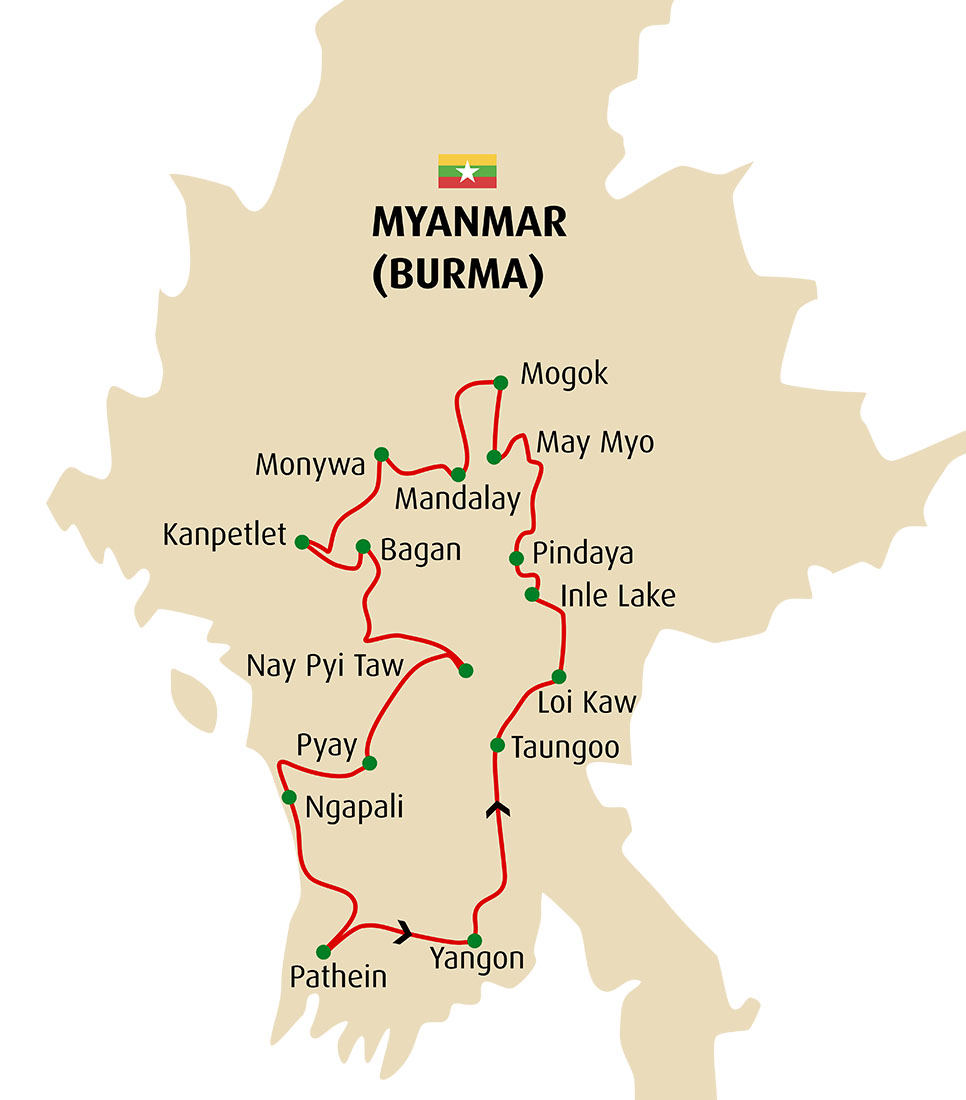 MYANMAR
(BURMA)
Mogok
May Myo
Monywa
Mandalay
Kanpetlet
Bagan
Pindaya
Inle Lake
Nay Pyi Taw
Loi Kaw
Pyay
Taungoo
Ngapali
Yangon
Pathein